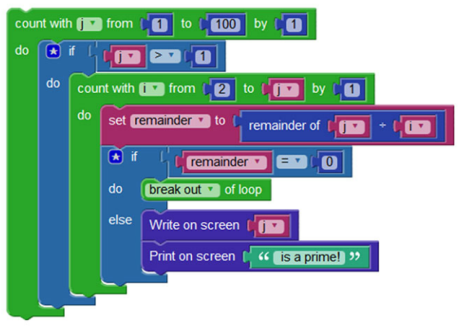 count with j from 1 to 100 by 1
do if j > 1
do count with i from 2 to j by 1
do set remainder to remainder of j ÷ i
if remainder = 0
do break out of loop
else Write on screen j
Print on screen “ is a prime! ”